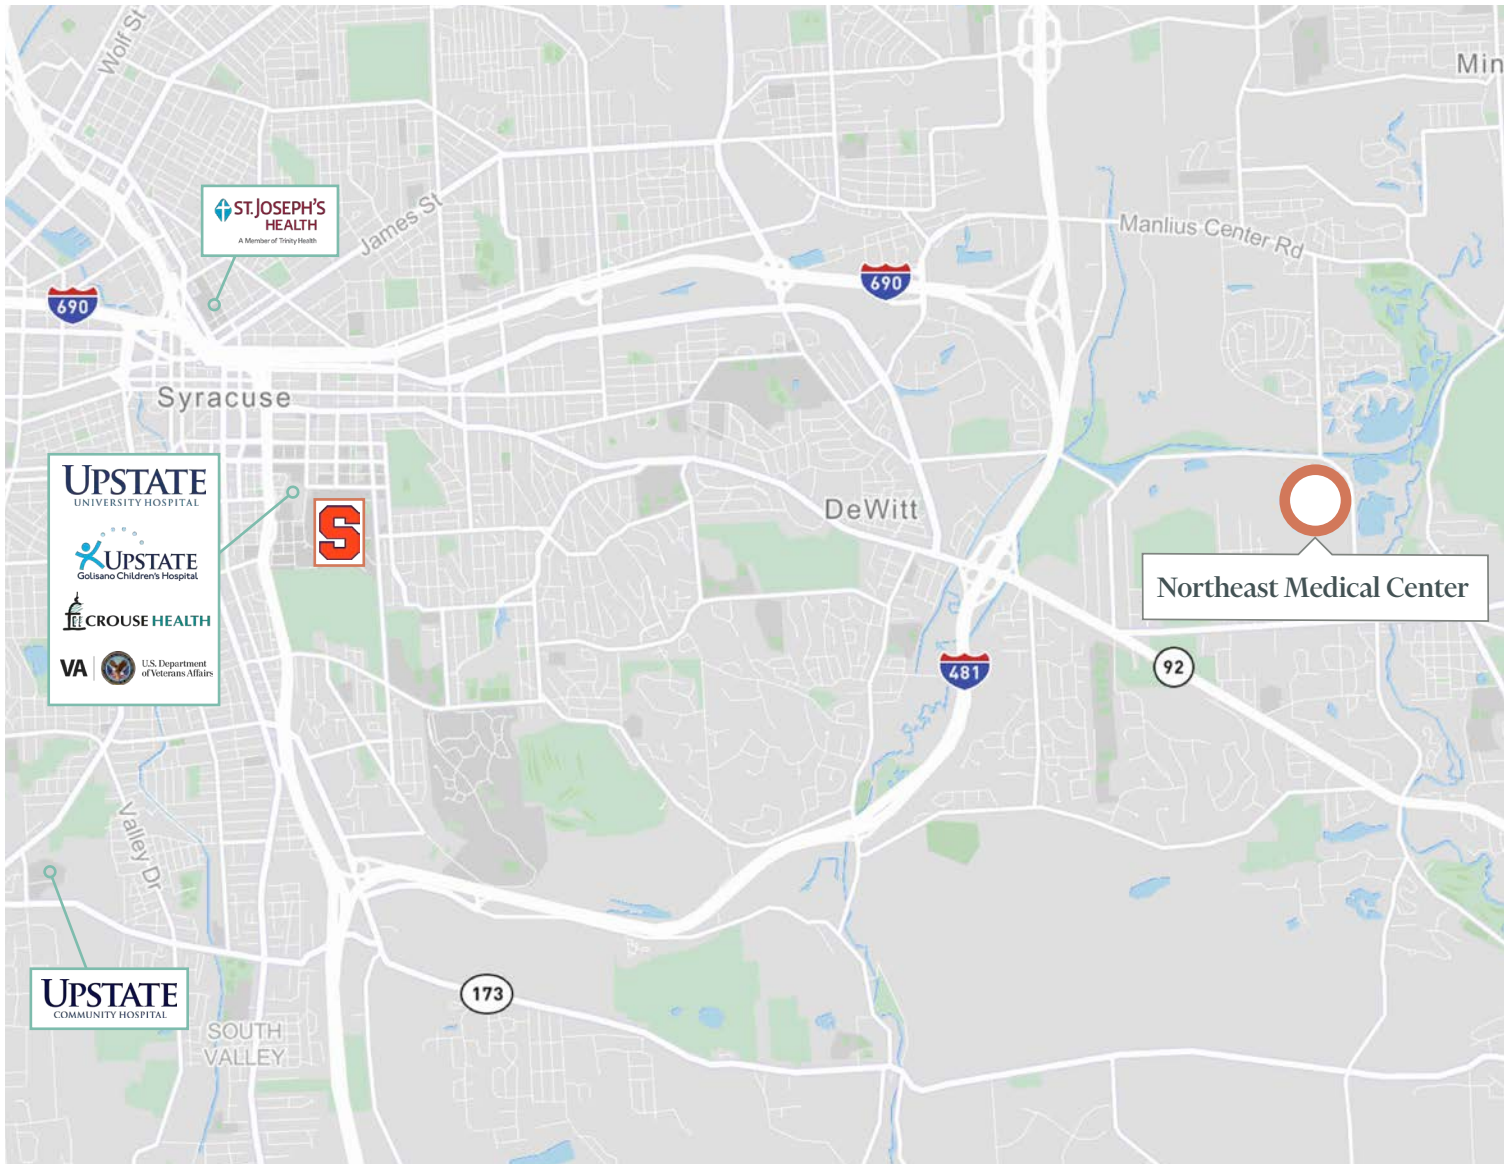 Wolf St
Min
ST. JOSEPH'S
HEALTH
A Member of Trinity Health
James St
Manlius Center Rd
690
690
Syracuse
UPSTATE
UNIVERSITY HOSPITAL
UPSTATE
Golisano Children's Hospital
CROUSE HEALTH
VA
U.S. Department
of Veterans Affairs
S
DeWitt
Northeast Medical Center
481
92
Valley Dr
UPSTATE
COMMUNITY HOSPITAL
173
SOUTH
VALLEY